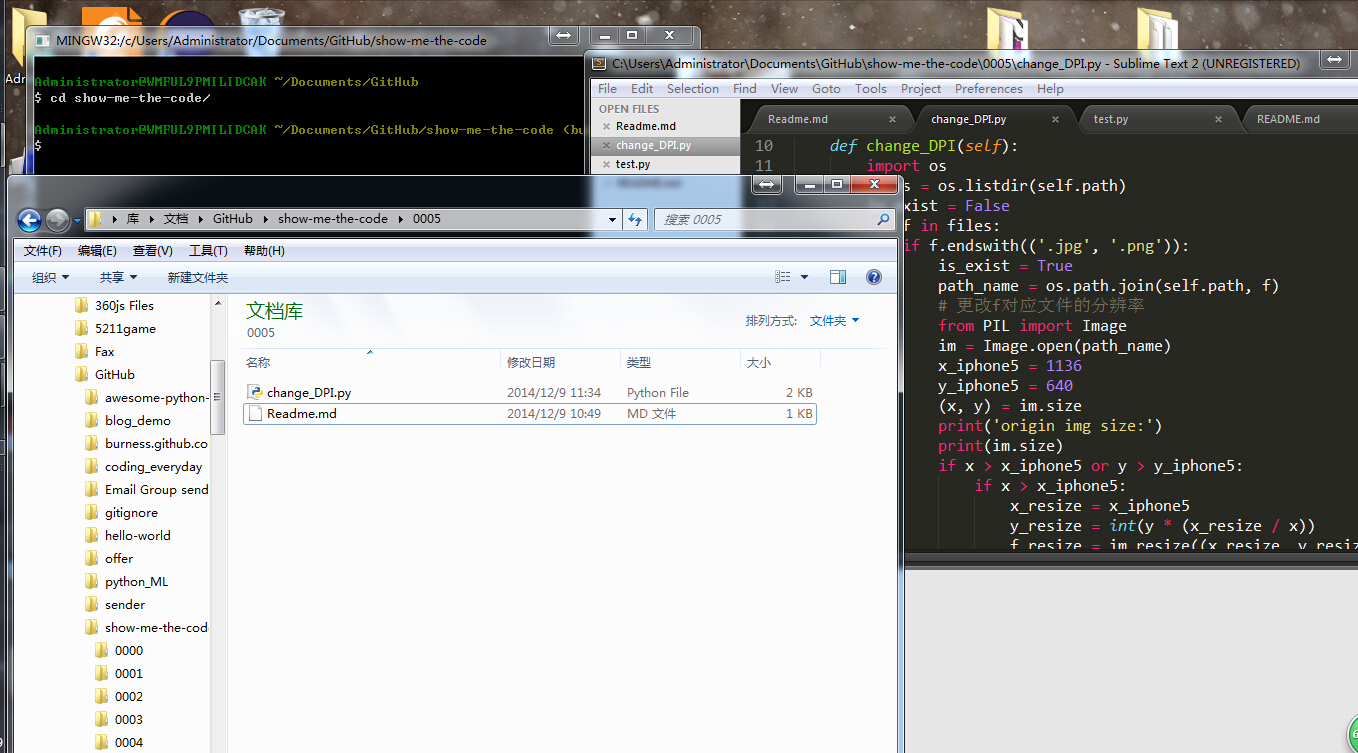 MINGW32:/c/Users/Administrator/Documents/GitHub/show-me-the-code
Administrator@WMFUL9PMILIDCAK ~/Documents/GitHub
$ cd show-me-the-code/
Administrator@WMFUL9PMILIDCAK ~/Documents/GitHub/show-me-the-code (bu
$
C:\Users\Administrator\Documents\GitHub\show-me-the-code\0005\change_DPI.py - Sublime Text 2 (UNREGISTERED)
File Edit Selection Find View Goto Tools Project Preferences Help
OPEN FILES
Readme.md
change_DPI.py
test.py
Readme.md change_DPI.py test.py README.md
10 def change_DPI(self):
11 import os
s = os.listdir(self.path)
xist = False
f in files:
if f.endswith(('.jpg', '.png')):
is_exist = True
path_name = os.path.join(self.path, f)
# 更改f对应文件的分辨率
from PIL import Image
im = Image.open(path_name)
x_iphone5 = 1136
y_iphone5 = 640
(x, y) = im.size
print('origin img size:')
print(im.size)
if x > x_iphone5 or y > y_iphone5:
if x > x_iphone5:
x_resize = x_iphone5
y_resize = int(y * (x_resize / x))
f_resize = im.resize((x_resize, y_resiz
库 文档 GitHub show-me-the-code 0005
搜索 0005
文件(F) 编辑(E) 查看(V) 工具(T) 帮助(H)
组织 共享 新建文件夹
360js Files
5211game
Fax
GitHub
awesome-python-
blog_demo
burness.github.co
coding_everyday
Email Group send
gitignore
hello-world
offer
python_ML
sender
show-me-the-cod
0000
0001
0002
0003
0004
文档库
0005
排列方式: 文件夹
名称 修改日期 类型 大小
change_DPI.py 2014/12/9 11:34 Python File 2 KB
Readme.md 2014/12/9 10:49 MD 文件 1 KB